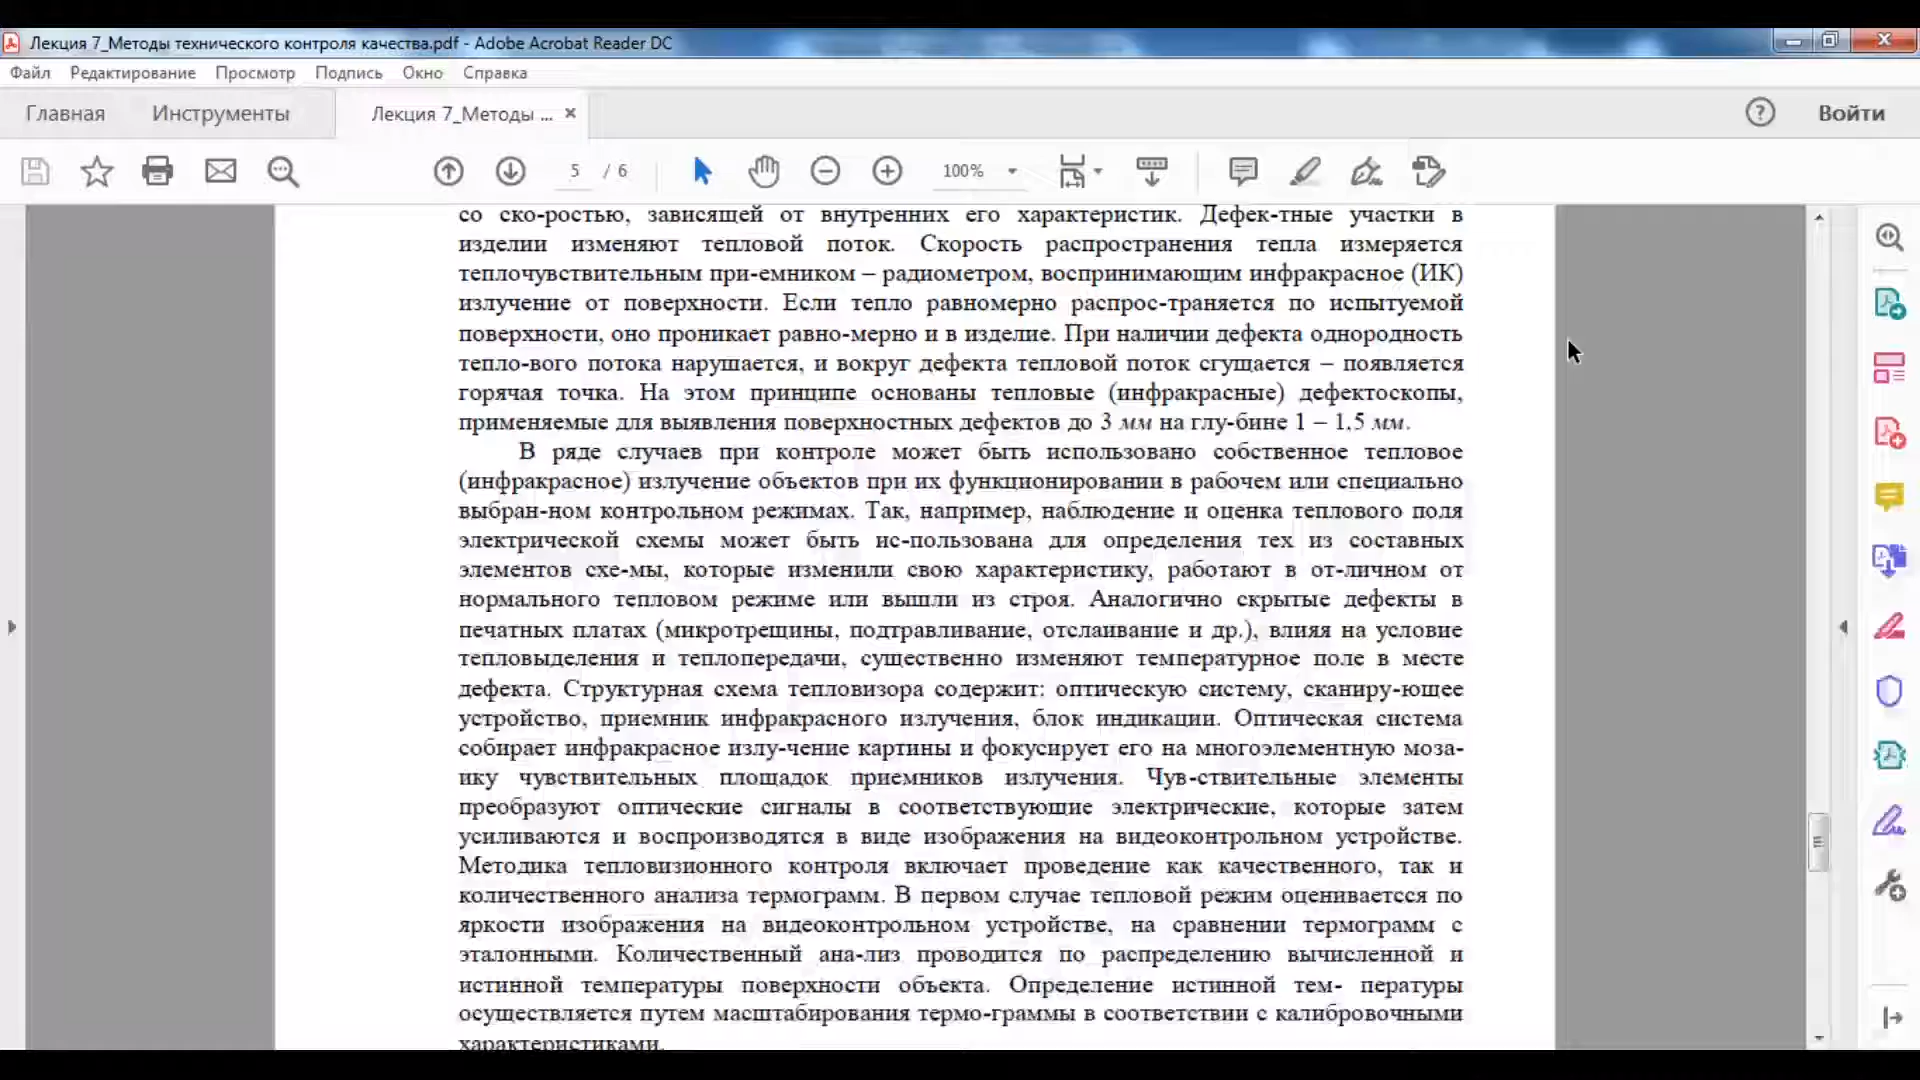 Лекция 7_Методы технического контроля качества.pdf - Adobe Acrobat Reader DC
Файл Редактирование Просмотр Подпись Окно Справка
Главная Инструменты Лекция 7_Методы ... × Войти
5 / 6 100%
со ско-ростью, зависящей от внутренних его характеристик. Дефек-тные участки в
изделии изменяют тепловой поток. Скорость распространения тепла измеряется
теплочувствительным при-емником – радиометром, воспринимающим инфракрасное (ИК)
излучение от поверхности. Если тепло равномерно распрос-траняется по испытуемой
поверхности, оно проникает равно-мерно и в изделие. При наличии дефекта однородность
тепло-вого потока нарушается, и вокруг дефекта тепловой поток сгущается – появляется
горячая точка. На этом принципе основаны тепловые (инфракрасные) дефектоскопы,
применяемые для выявления поверхностных дефектов до 3 мм на глу-бине 1 – 1,5 мм.
В ряде случаев при контроле может быть использовано собственное тепловое
(инфракрасное) излучение объектов при их функционировании в рабочем или специально
выбран-ном контрольном режимах. Так, например, наблюдение и оценка теплового поля
электрической схемы может быть ис-пользована для определения тех из составных
элементов схе-мы, которые изменили свою характеристику, работают в от-личном от
нормального тепловом режиме или вышли из строя. Аналогично скрытые дефекты в
печатных платах (микротрещины, подтравливание, отслаивание и др.), влияя на условие
тепловыделения и теплопередачи, существенно изменяют температурное поле в месте
дефекта. Структурная схема тепловизора содержит: оптическую систему, сканиру-ющее
устройство, приемник инфракрасного излучения, блок индикации. Оптическая система
собирает инфракрасное излу-чение картины и фокусирует его на многоэлементную моза-
ику чувствительных площадок приемников излучения. Чув-ствительные элементы
преобразуют оптические сигналы в соответствующие электрические, которые затем
усиливаются и воспроизводятся в виде изображения на видеоконтрольном устройстве.
Методика тепловизионного контроля включает проведение как качественного, так и
количественного анализа термограмм. В первом случае тепловой режим оцениваетсся по
яркости изображения на видеоконтрольном устройстве, на сравнении термограмм с
эталонными. Количественный ана-лиз проводится по распределению вычисленной и
истинной температуры поверхности объекта. Определение истинной тем- пературы
осуществляется путем масштабирования термо-граммы в соответствии с калибровочными
характеристиками.